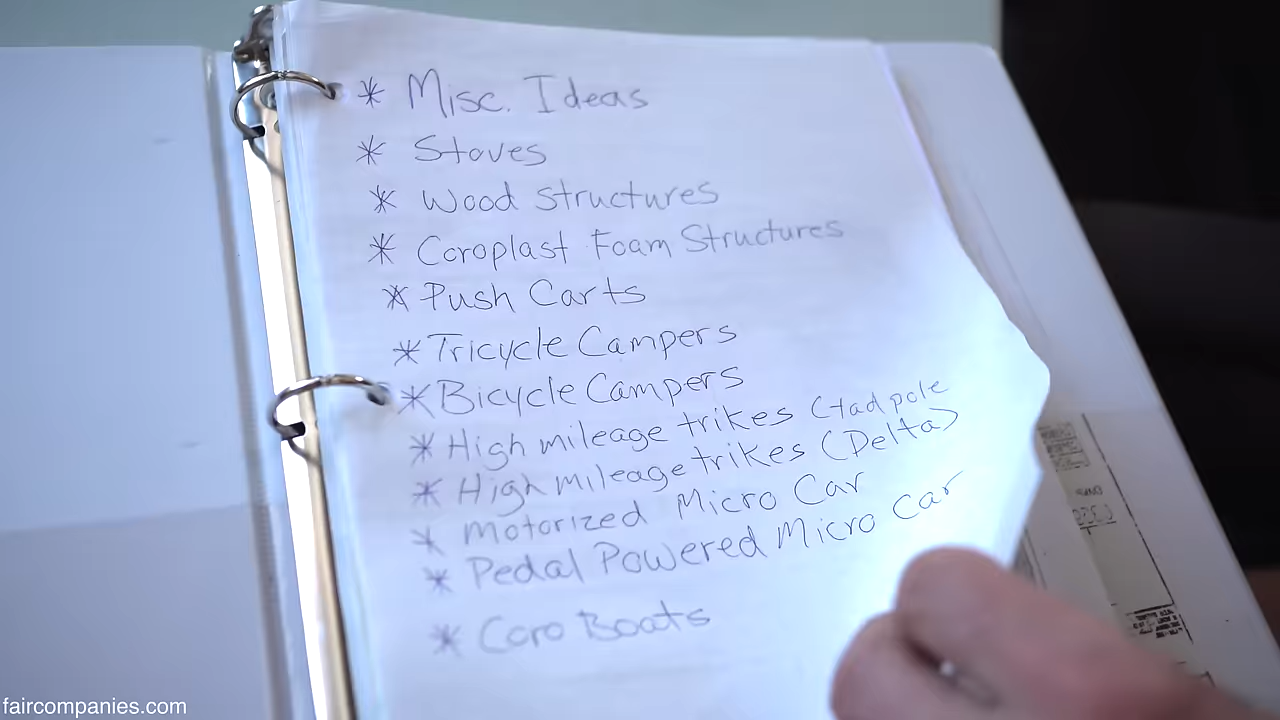 * Misc. Ideas
* Stoves
* Wood Structures
* Coroplast Foam Structures
* Push Carts
* Tricycle Campers
* Bicycle Campers
* High mileage trikes (tadpole
* High mileage trikes (Delta)
* Motorized Micro Car
* Pedal Powered Micro Car
* Coro Boats
faircompanies.com